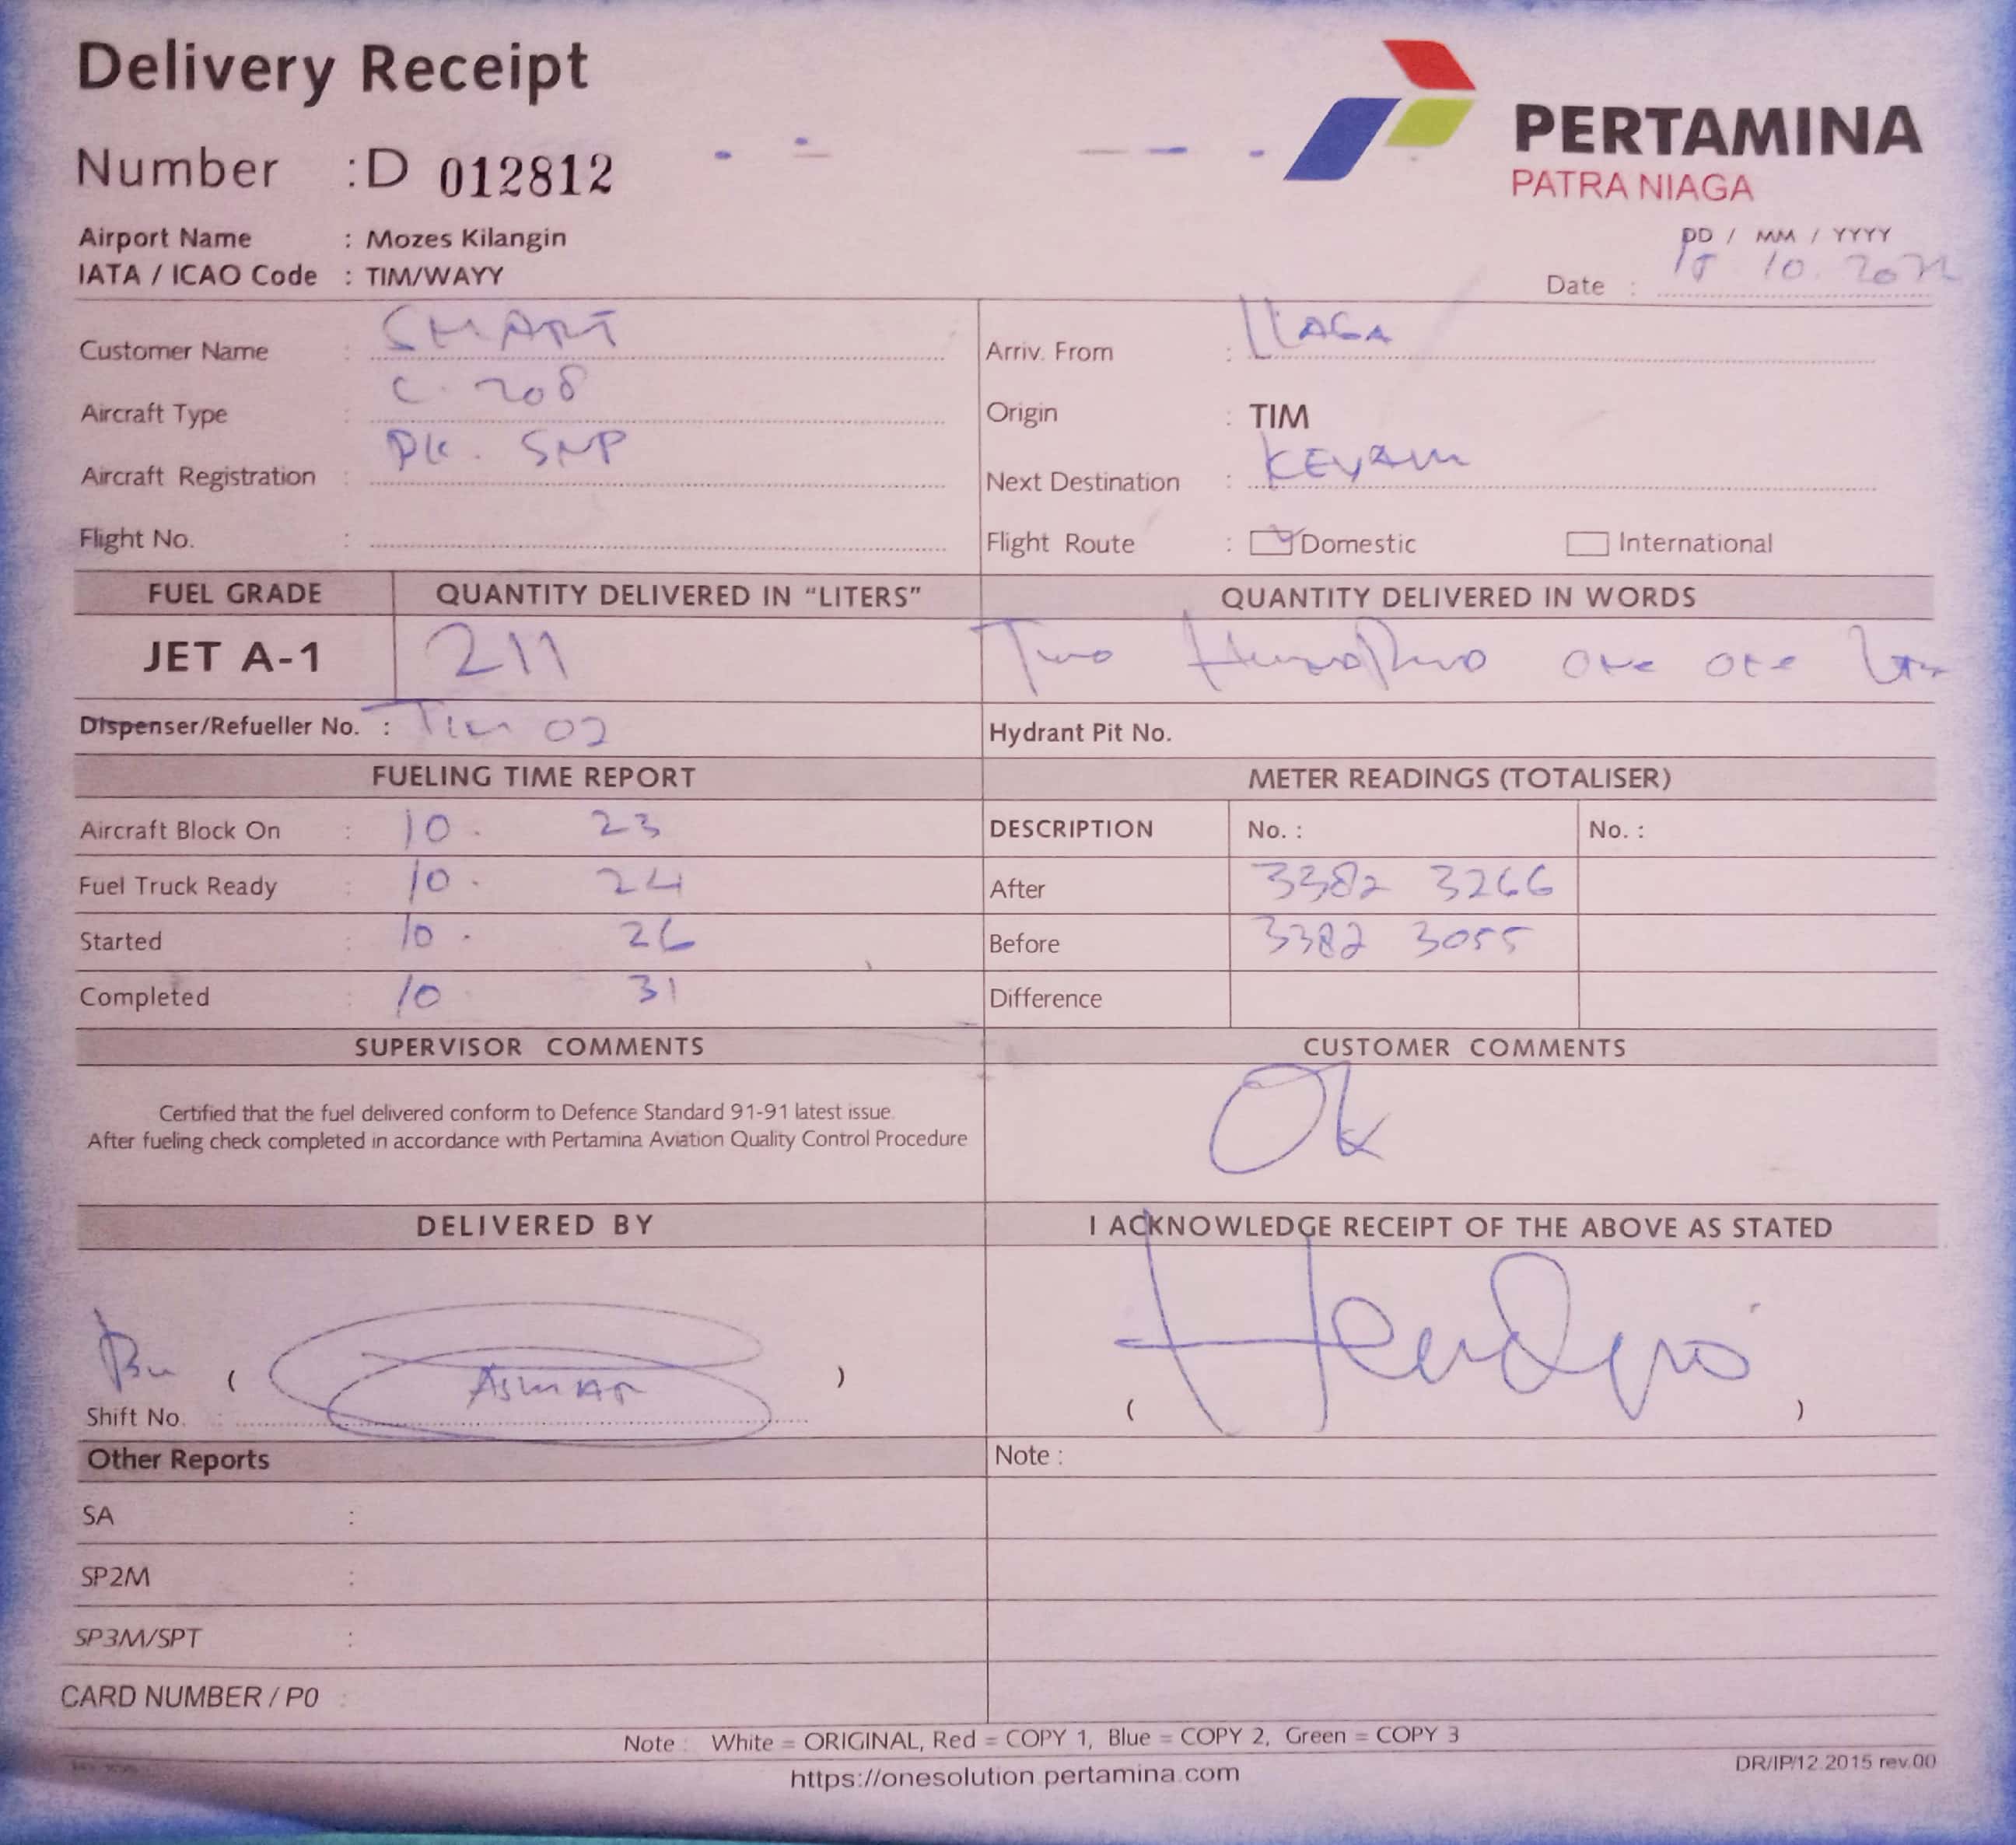 Delivery Receipt
Number : D 012812
PERTAMINA
PATRA NIAGA
Airport Name : Mozes Kilangin
IATA / ICAO Code : TIM/WAYY
DD / MM / YYYY
Date : 10.
Customer Name : SMART
Arriv. From : ILAGA
Aircraft Type : C. 208
Origin : TIM
Aircraft Registration : PK. SNP
Next Destination :
Flight No. :
Flight Route : Domestic International
FUEL GRADE QUANTITY DELIVERED IN "LITERS" QUANTITY DELIVERED IN WORDS
JET A-1 211 Two one one
Dispenser/Refueller No. : TIM 02
Hydrant Pit No.
FUELING TIME REPORT METER READINGS (TOTALISER)
Aircraft Block On : 10. 23
DESCRIPTION No. : No. :
Fuel Truck Ready : 10. 24
After 3382 3266
Started : 10. 26
Before 3382 3055
Completed : 10 31
Difference
SUPERVISOR COMMENTS CUSTOMER COMMENTS
Certified that the fuel delivered conform to Defence Standard 91-91 latest issue.
After fueling check completed in accordance with Pertamina Aviation Quality Control Procedure
Ok
DELIVERED BY I ACKNOWLEDGE RECEIPT OF THE ABOVE AS STATED
( )
( )
Shift No. :
Other Reports Note :
SA :
SP2M :
SP3M/SPT :
CARD NUMBER / PO :
Note : White = ORIGINAL, Red = COPY 1, Blue = COPY 2, Green = COPY 3
https://onesolution.pertamina.com
DR/IP/12.2015 rev.00